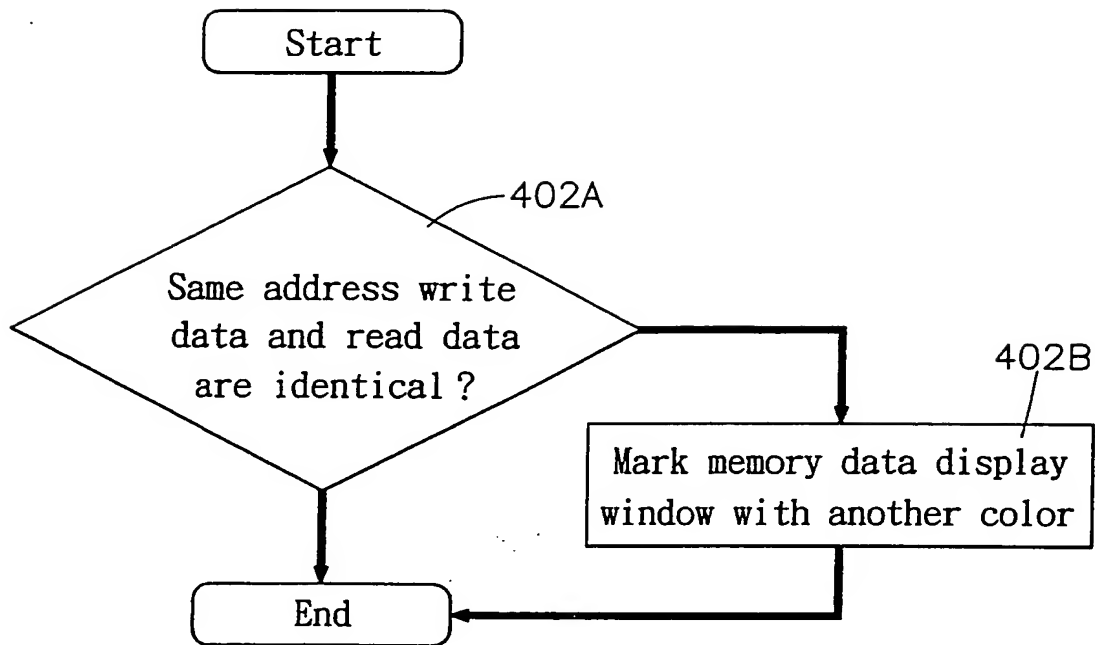 Start
402A
Same address write
data and read data
are identical ?
402B
Mark memory data display
window with another color
End